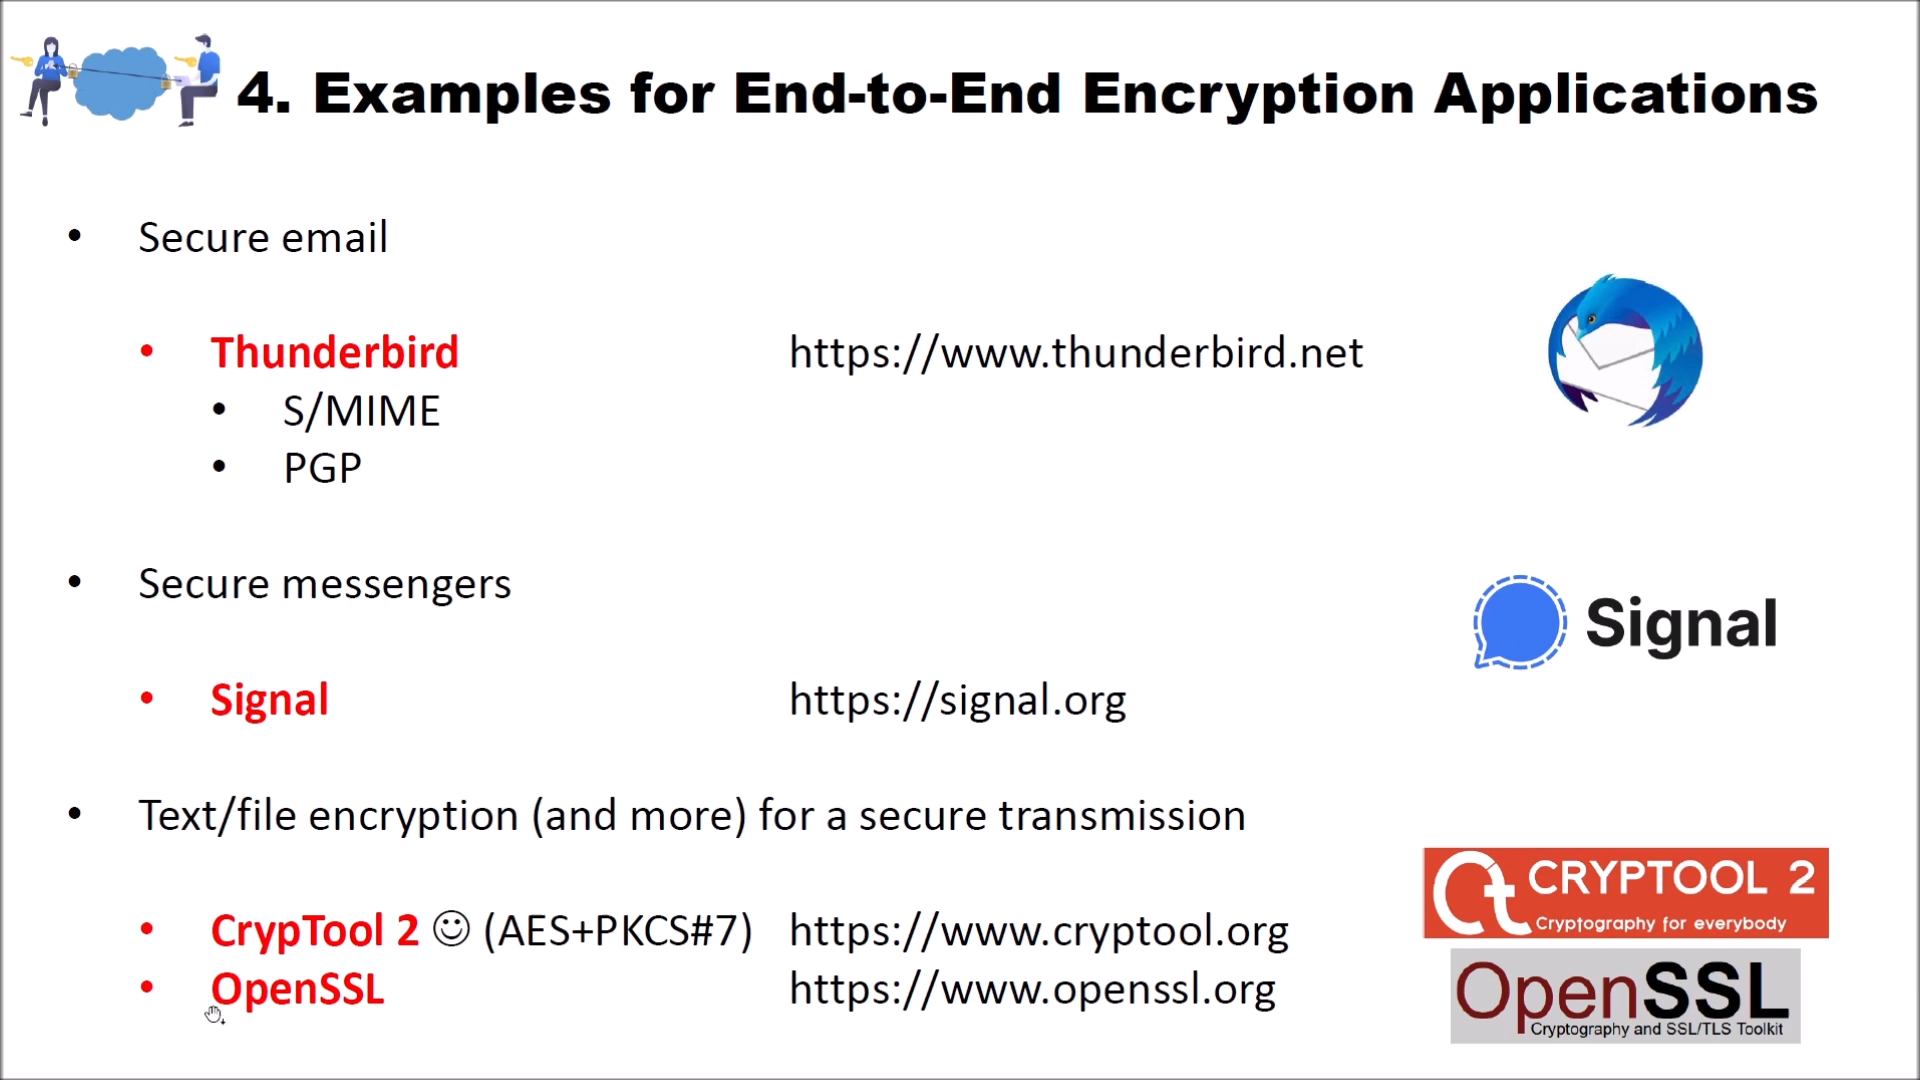 4. Examples for End-to-End Encryption Applications
• Secure email
• Thunderbird https://www.thunderbird.net
• S/MIME
• PGP
• Secure messengers
Signal
• Signal https://signal.org
• Text/file encryption (and more) for a secure transmission
CRYPTOOL 2
Cryptography for everybody
• CrypTool 2 ☺ (AES+PKCS#7) https://www.cryptool.org
• OpenSSL https://www.openssl.org
OpenSSL
Cryptography and SSL/TLS Toolkit